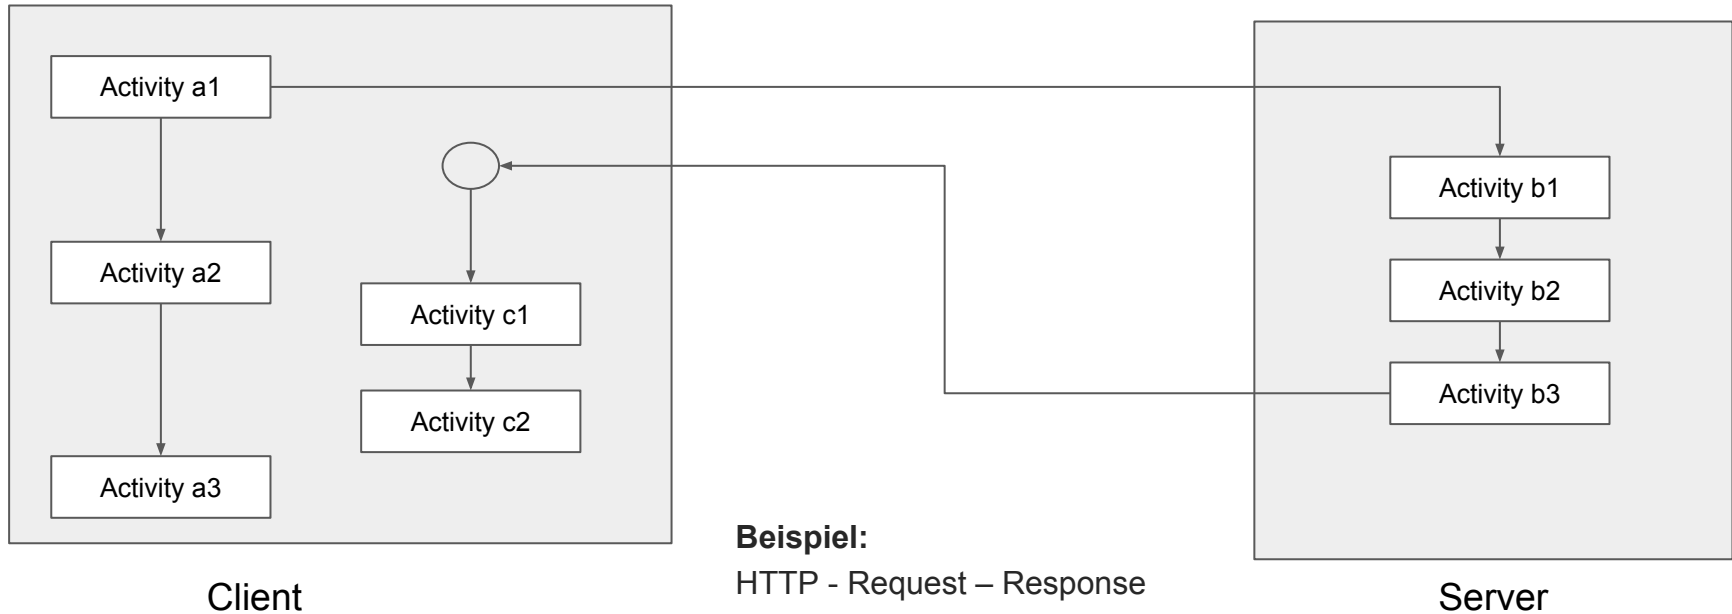 Activity a1
Activity a2
Activity a3
Activity c1
Activity c2
Activity b1
Activity b2
Activity b3
Beispiel:
HTTP - Request – Response
Client
Server